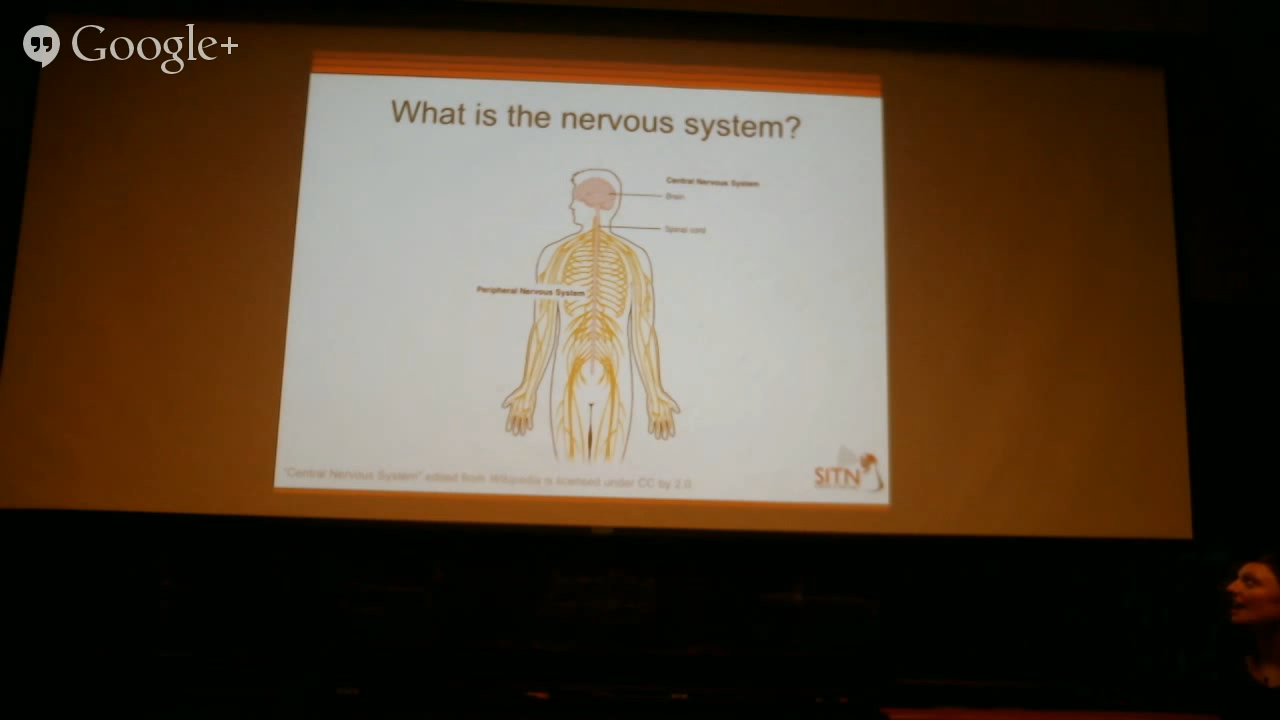 Google+
What is the nervous system?
Central Nervous System
Brain
Spinal cord
Peripheral Nervous System
"Central Nervous System" edited from Wikipedia is licensed under CC by 2.0
SITN